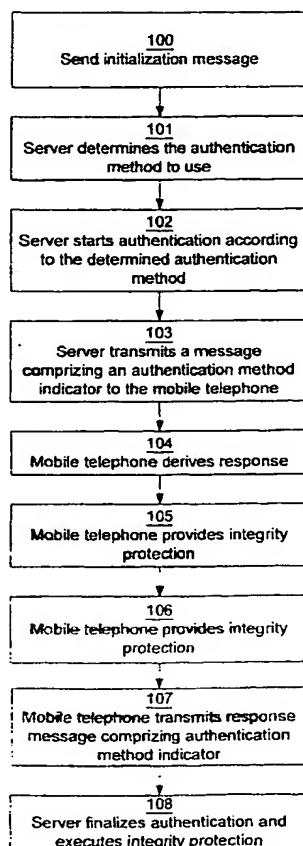 100
Send initialization message
101
Server determines the authentication
method to use
102
Server starts authentication according
to the determined authentication
method
103
Server transmits a message
comprizing an authentication method
indicator to the mobile telephone
104
Mobile telephone derives response
105
Mobile telephone provides integrity
protection
106
Mobile telephone provides integrity
protection
107
Mobile telephone transmits response
message comprizing authentication
method indicator
108
Server finalizes authentication and
executes integrity protection